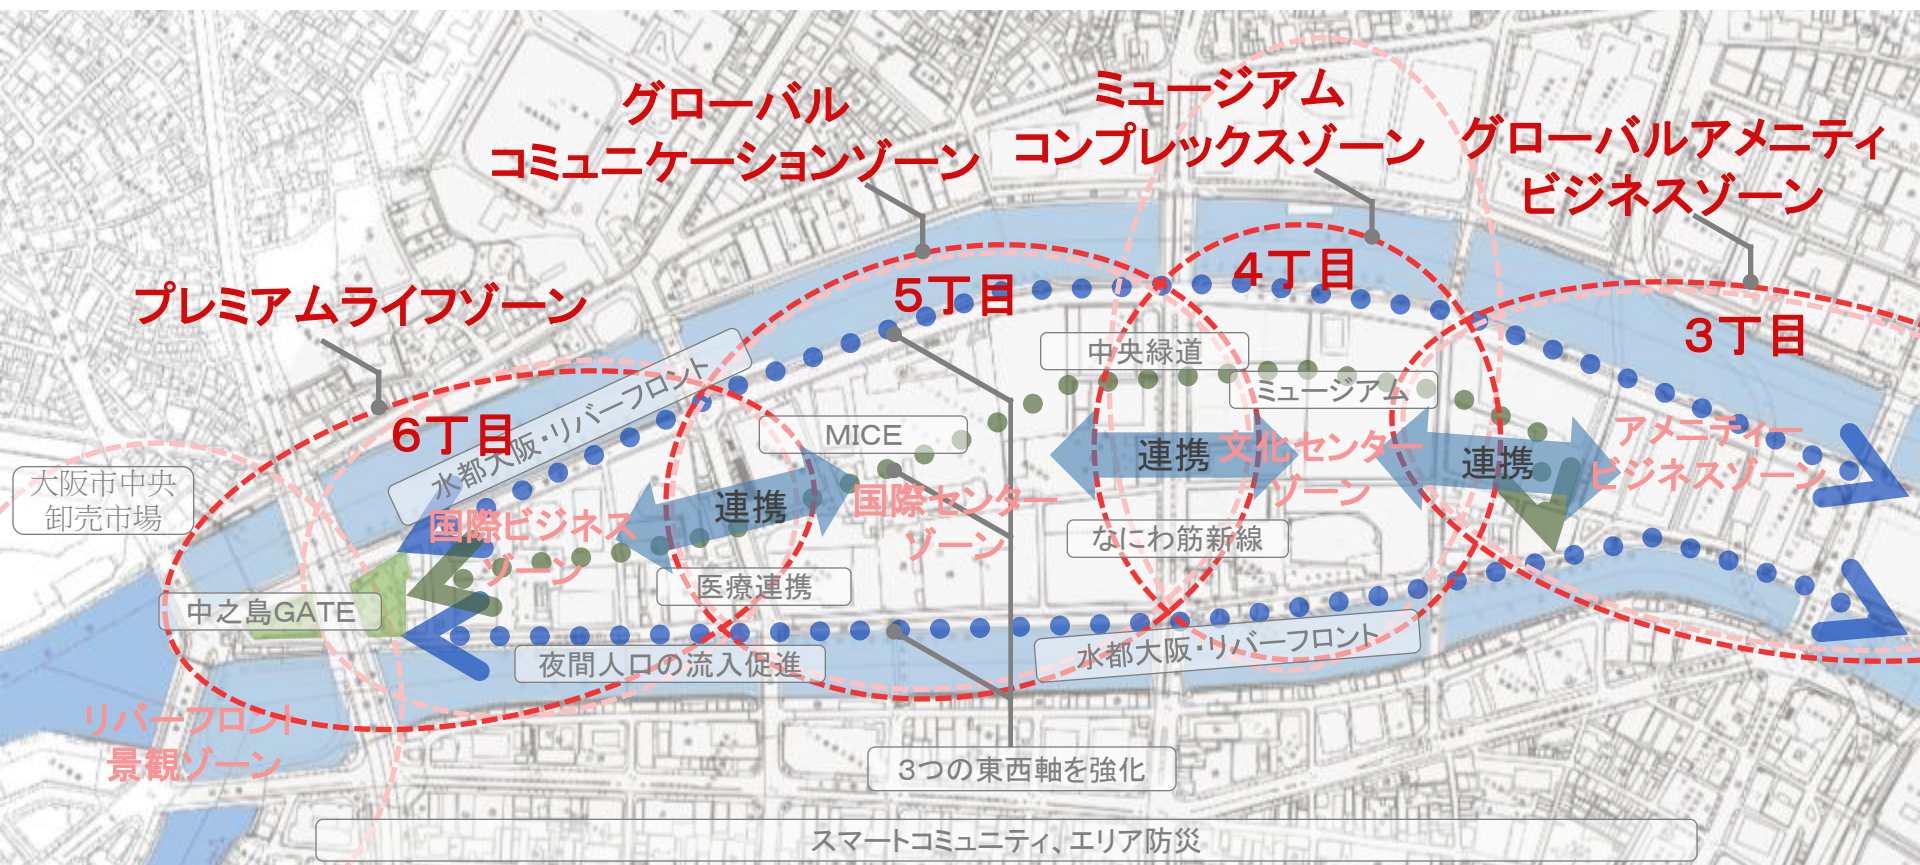 グローバル
コミュニケーションゾーン
ミュージアム
コンプレックスゾーン
グローバルアメニティ
ビジネスゾーン
プレミアムライフゾーン
5丁目
4丁目
3丁目
6丁目
水都大阪・リバーフロント
中央緑道
ミュージアム
MICE
大阪市中央
卸売市場
連携
連携
連携
国際ビジネス
ゾーン
国際センター
ゾーン
文化センター
ゾーン
アメニティー
ビジネスゾーン
なにわ筋新線
医療連携
中之島GATE
夜間人口の流入促進
水都大阪・リバーフロント
リバーフロント
景観ゾーン
3つの東西軸を強化
スマートコミュニティ、エリア防災